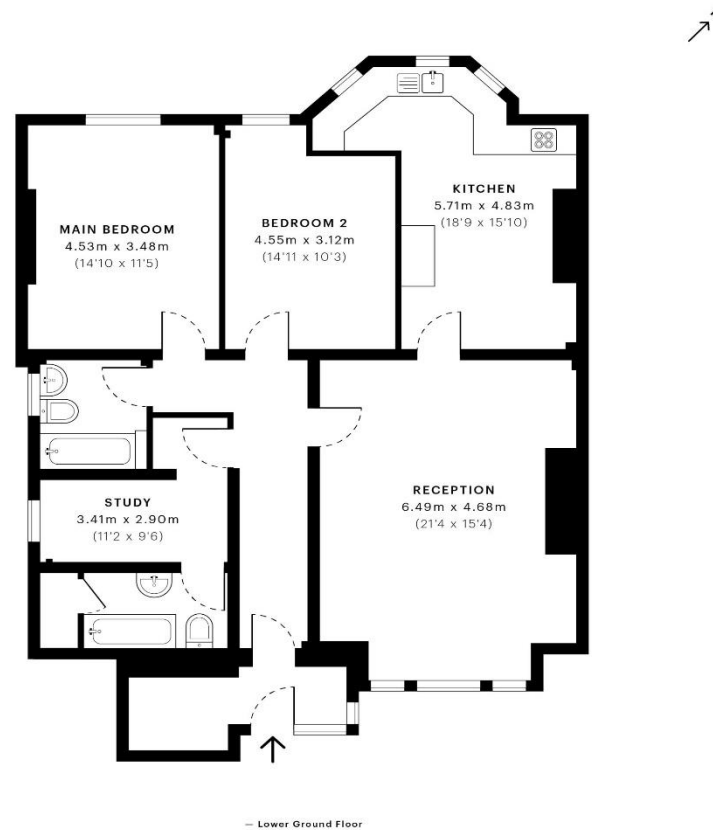 MAIN BEDROOM
4.53m x 3.48m
(14'10 x 11'5)
BEDROOM 2
4.55m x 3.12m
(14'11 x 10'3)
KITCHEN
5.71m x 4.83m
(18'9 x 15'10)
STUDY
3.41m x 2.90m
(11'2 x 9'6)
RECEPTION
6.49m x 4.68m
(21'4 x 15'4)
— Lower Ground Floor